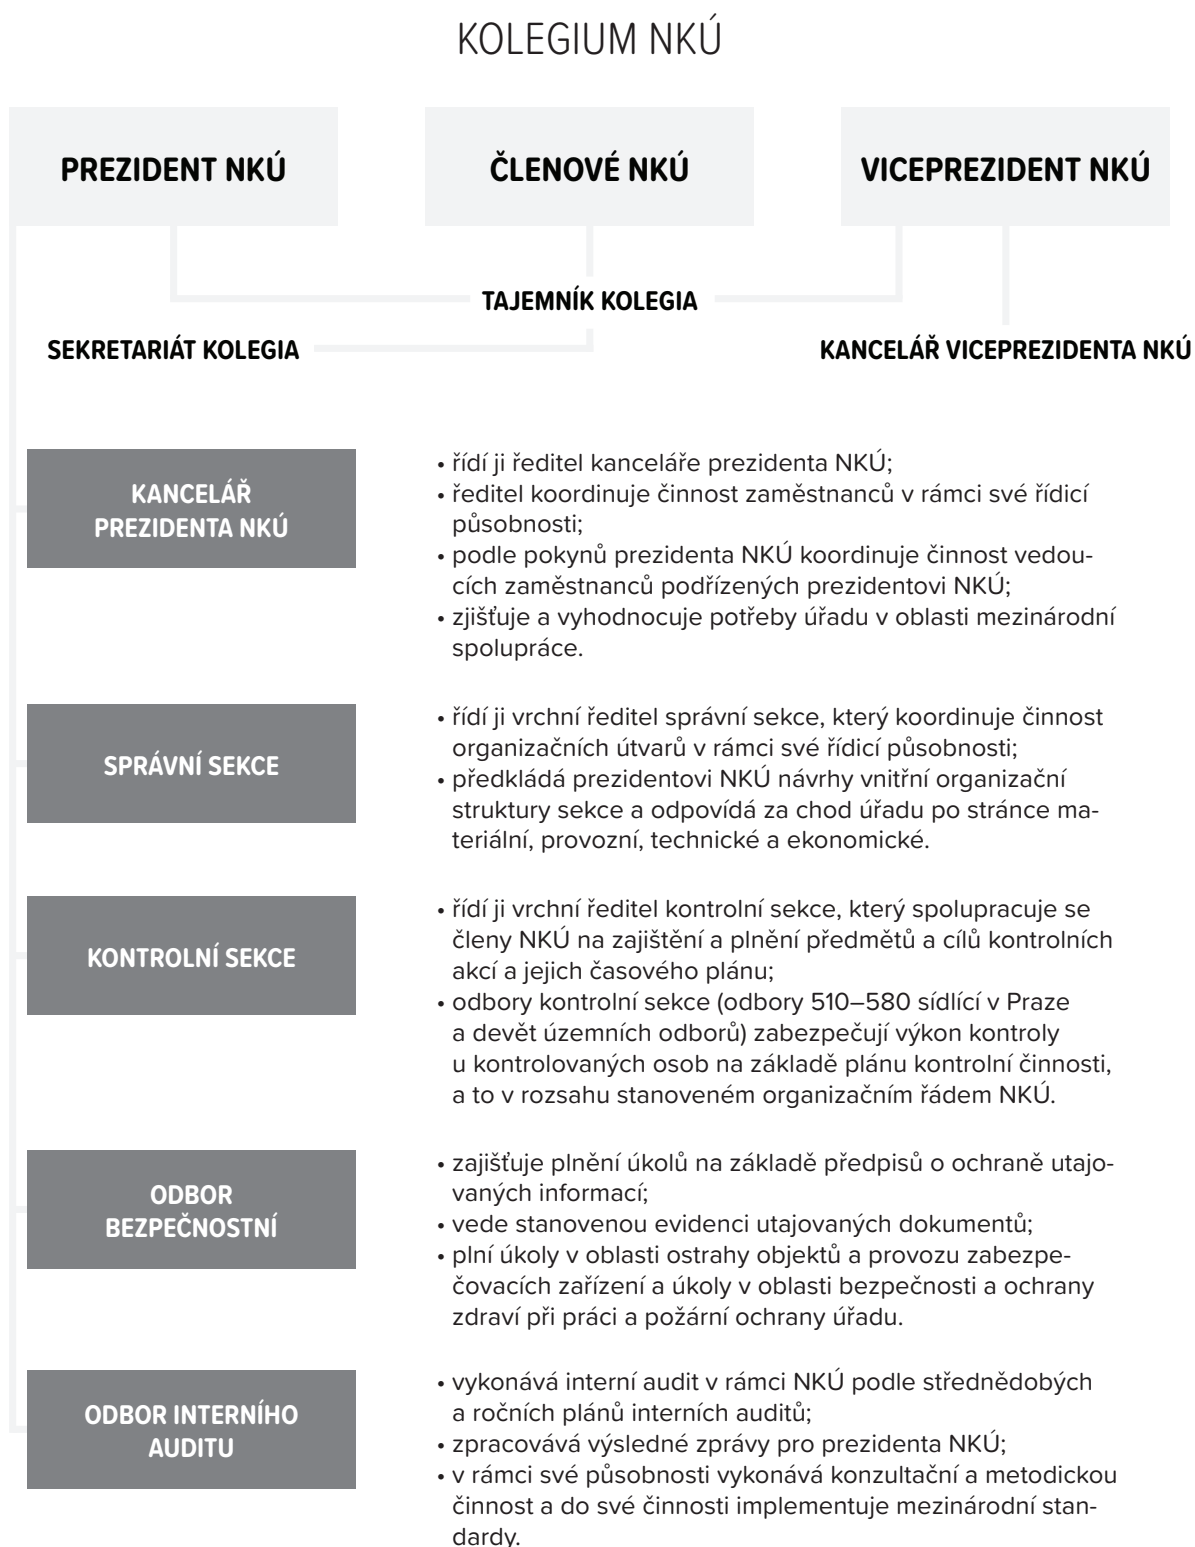 KOLEGIUM NKÚ
PREZIDENT NKÚ
ČLENOVÉ NKÚ
VICEPREZIDENT NKÚ
TAJEMNÍK KOLEGIA
SEKRETARIÁT KOLEGIA
KANCELÁŘ VICEPREZIDENTA NKÚ
KANCELÁŘ
PREZIDENTA NKÚ
• řídí ji ředitel kanceláře prezidenta NKÚ;
• ředitel koordinuje činnost zaměstnanců v rámci své řídicí
působnosti;
• podle pokynů prezidenta NKÚ koordinuje činnost vedou-
cích zaměstnanců podřízených prezidentovi NKÚ;
• zjišťuje a vyhodnocuje potřeby úřadu v oblasti mezinárodní
spolupráce.
SPRÁVNÍ SEKCE
• řídí ji vrchní ředitel správní sekce, který koordinuje činnost
organizačních útvarů v rámci své řídicí působnosti;
• předkládá prezidentovi NKÚ návrhy vnitřní organizační
struktury sekce a odpovídá za chod úřadu po stránce ma-
teriální, provozní, technické a ekonomické.
KONTROLNÍ SEKCE
• řídí ji vrchní ředitel kontrolní sekce, který spolupracuje se
členy NKÚ na zajištění a plnění předmětů a cílů kontrolních
akcí a jejich časového plánu;
• odbory kontrolní sekce (odbory 510–580 sídlící v Praze
a devět územních odborů) zabezpečují výkon kontroly
u kontrolovaných osob na základě plánu kontrolní činnosti,
a to v rozsahu stanoveném organizačním řádem NKÚ.
ODBOR
BEZPEČNOSTNÍ
• zajišťuje plnění úkolů na základě předpisů o ochraně utajo-
vaných informací;
• vede stanovenou evidenci utajovaných dokumentů;
• plní úkoly v oblasti ostrahy objektů a provozu zabezpe-
čovacích zařízení a úkoly v oblasti bezpečnosti a ochrany
zdraví při práci a požární ochrany úřadu.
ODBOR INTERNÍHO
AUDITU
• vykonává interní audit v rámci NKÚ podle střednědobých
a ročních plánů interních auditů;
• zpracovává výsledné zprávy pro prezidenta NKÚ;
• v rámci své působnosti vykonává konzultační a metodickou
činnost a do své činnosti implementuje mezinárodní stan-
dardy.